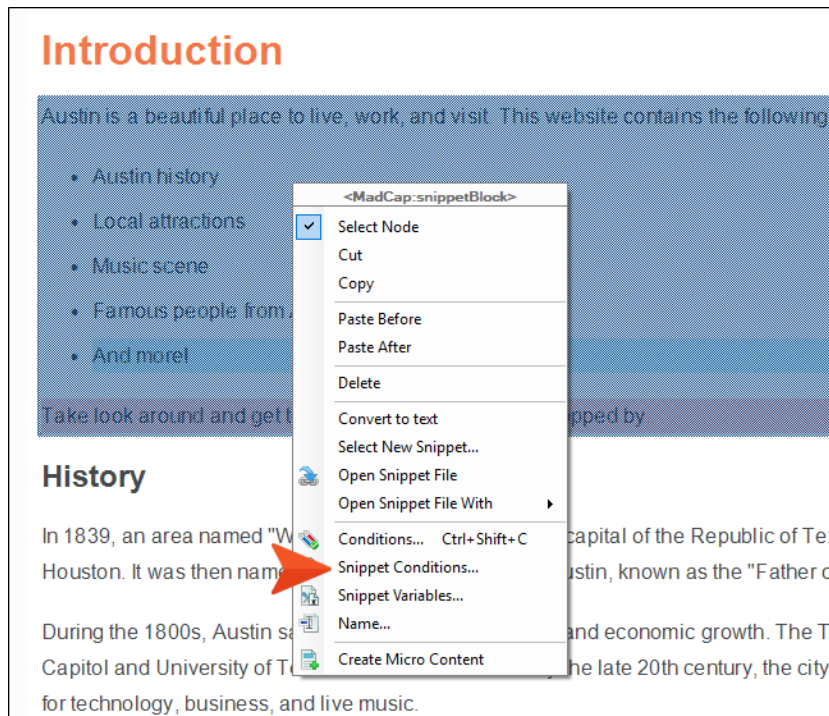 Introduction
Austin is a beautiful place to live, work, and visit. This website contains the following
• Austin history
• Local attractions
• Music scene
• Famous people from
• And more!
Take look around and get pped by.
<MadCap:snippetBlock>
Select Node
Cut
Copy
Paste Before
Paste After
Delete
Convert to text
Select New Snippet...
Open Snippet File
Open Snippet File With
Conditions... Ctrl+Shift+C
Snippet Conditions...
Snippet Variables...
Name...
Create Micro Content
History
In 1839, an area named "W capital of the Republic of Te
Houston. It was then name ustin, known as the "Father o
During the 1800s, Austin sa and economic growth. The T
Capitol and University of Te the late 20th century, the city
for technology, business, and live music.